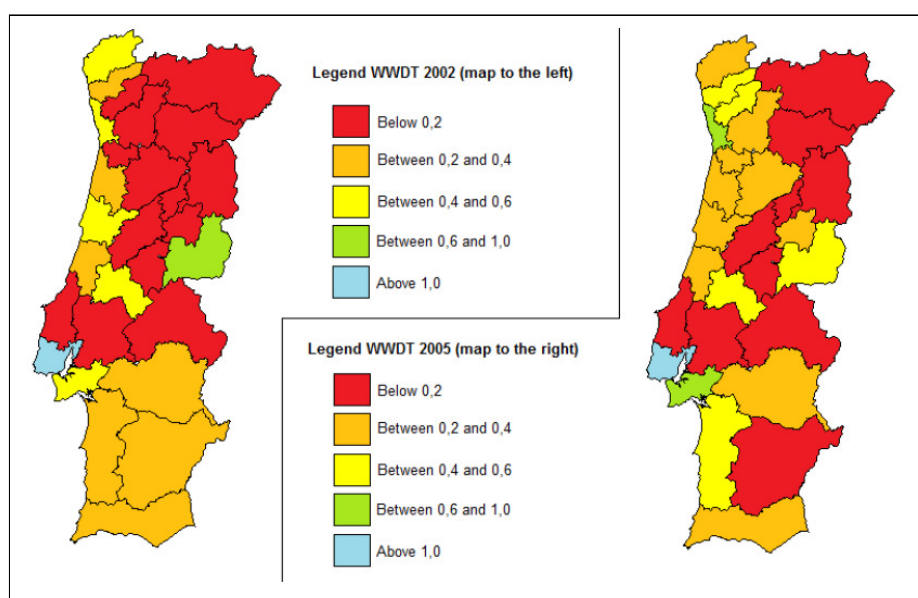 Legend WWDT 2002 (map to the left)
Below 0,2
Between 0,2 and 0,4
Between 0,4 and 0,6
Between 0,6 and 1,0
Above 1,0
Legend WWDT 2005 (map to the right)
Below 0,2
Between 0,2 and 0,4
Between 0,4 and 0,6
Between 0,6 and 1,0
Above 1,0